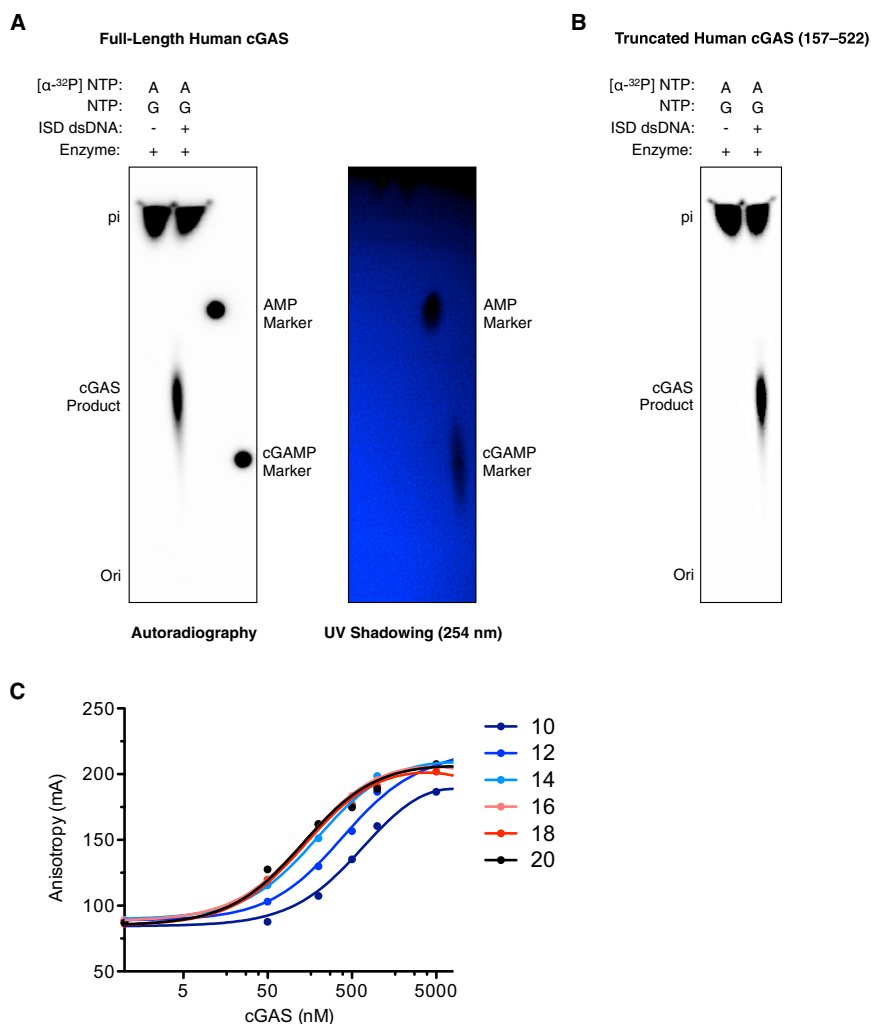 A
Full-Length Human cGAS
[α-³²P] NTP: A A
NTP: G G
ISD dsDNA: - +
Enzyme: + +
pi
AMP
Marker
cGAS
Product
cGAMP
Marker
Ori
Autoradiography
AMP
Marker
cGAMP
Marker
UV Shadowing (254 nm)
B
Truncated Human cGAS (157–522)
[α-³²P] NTP: A A
NTP: G G
ISD dsDNA: - +
Enzyme: + +
pi
cGAS
Product
Ori
C
Anisotropy (mA)
250
200
150
100
50
5 50 500 5000
cGAS (nM)
10
12
14
16
18
20